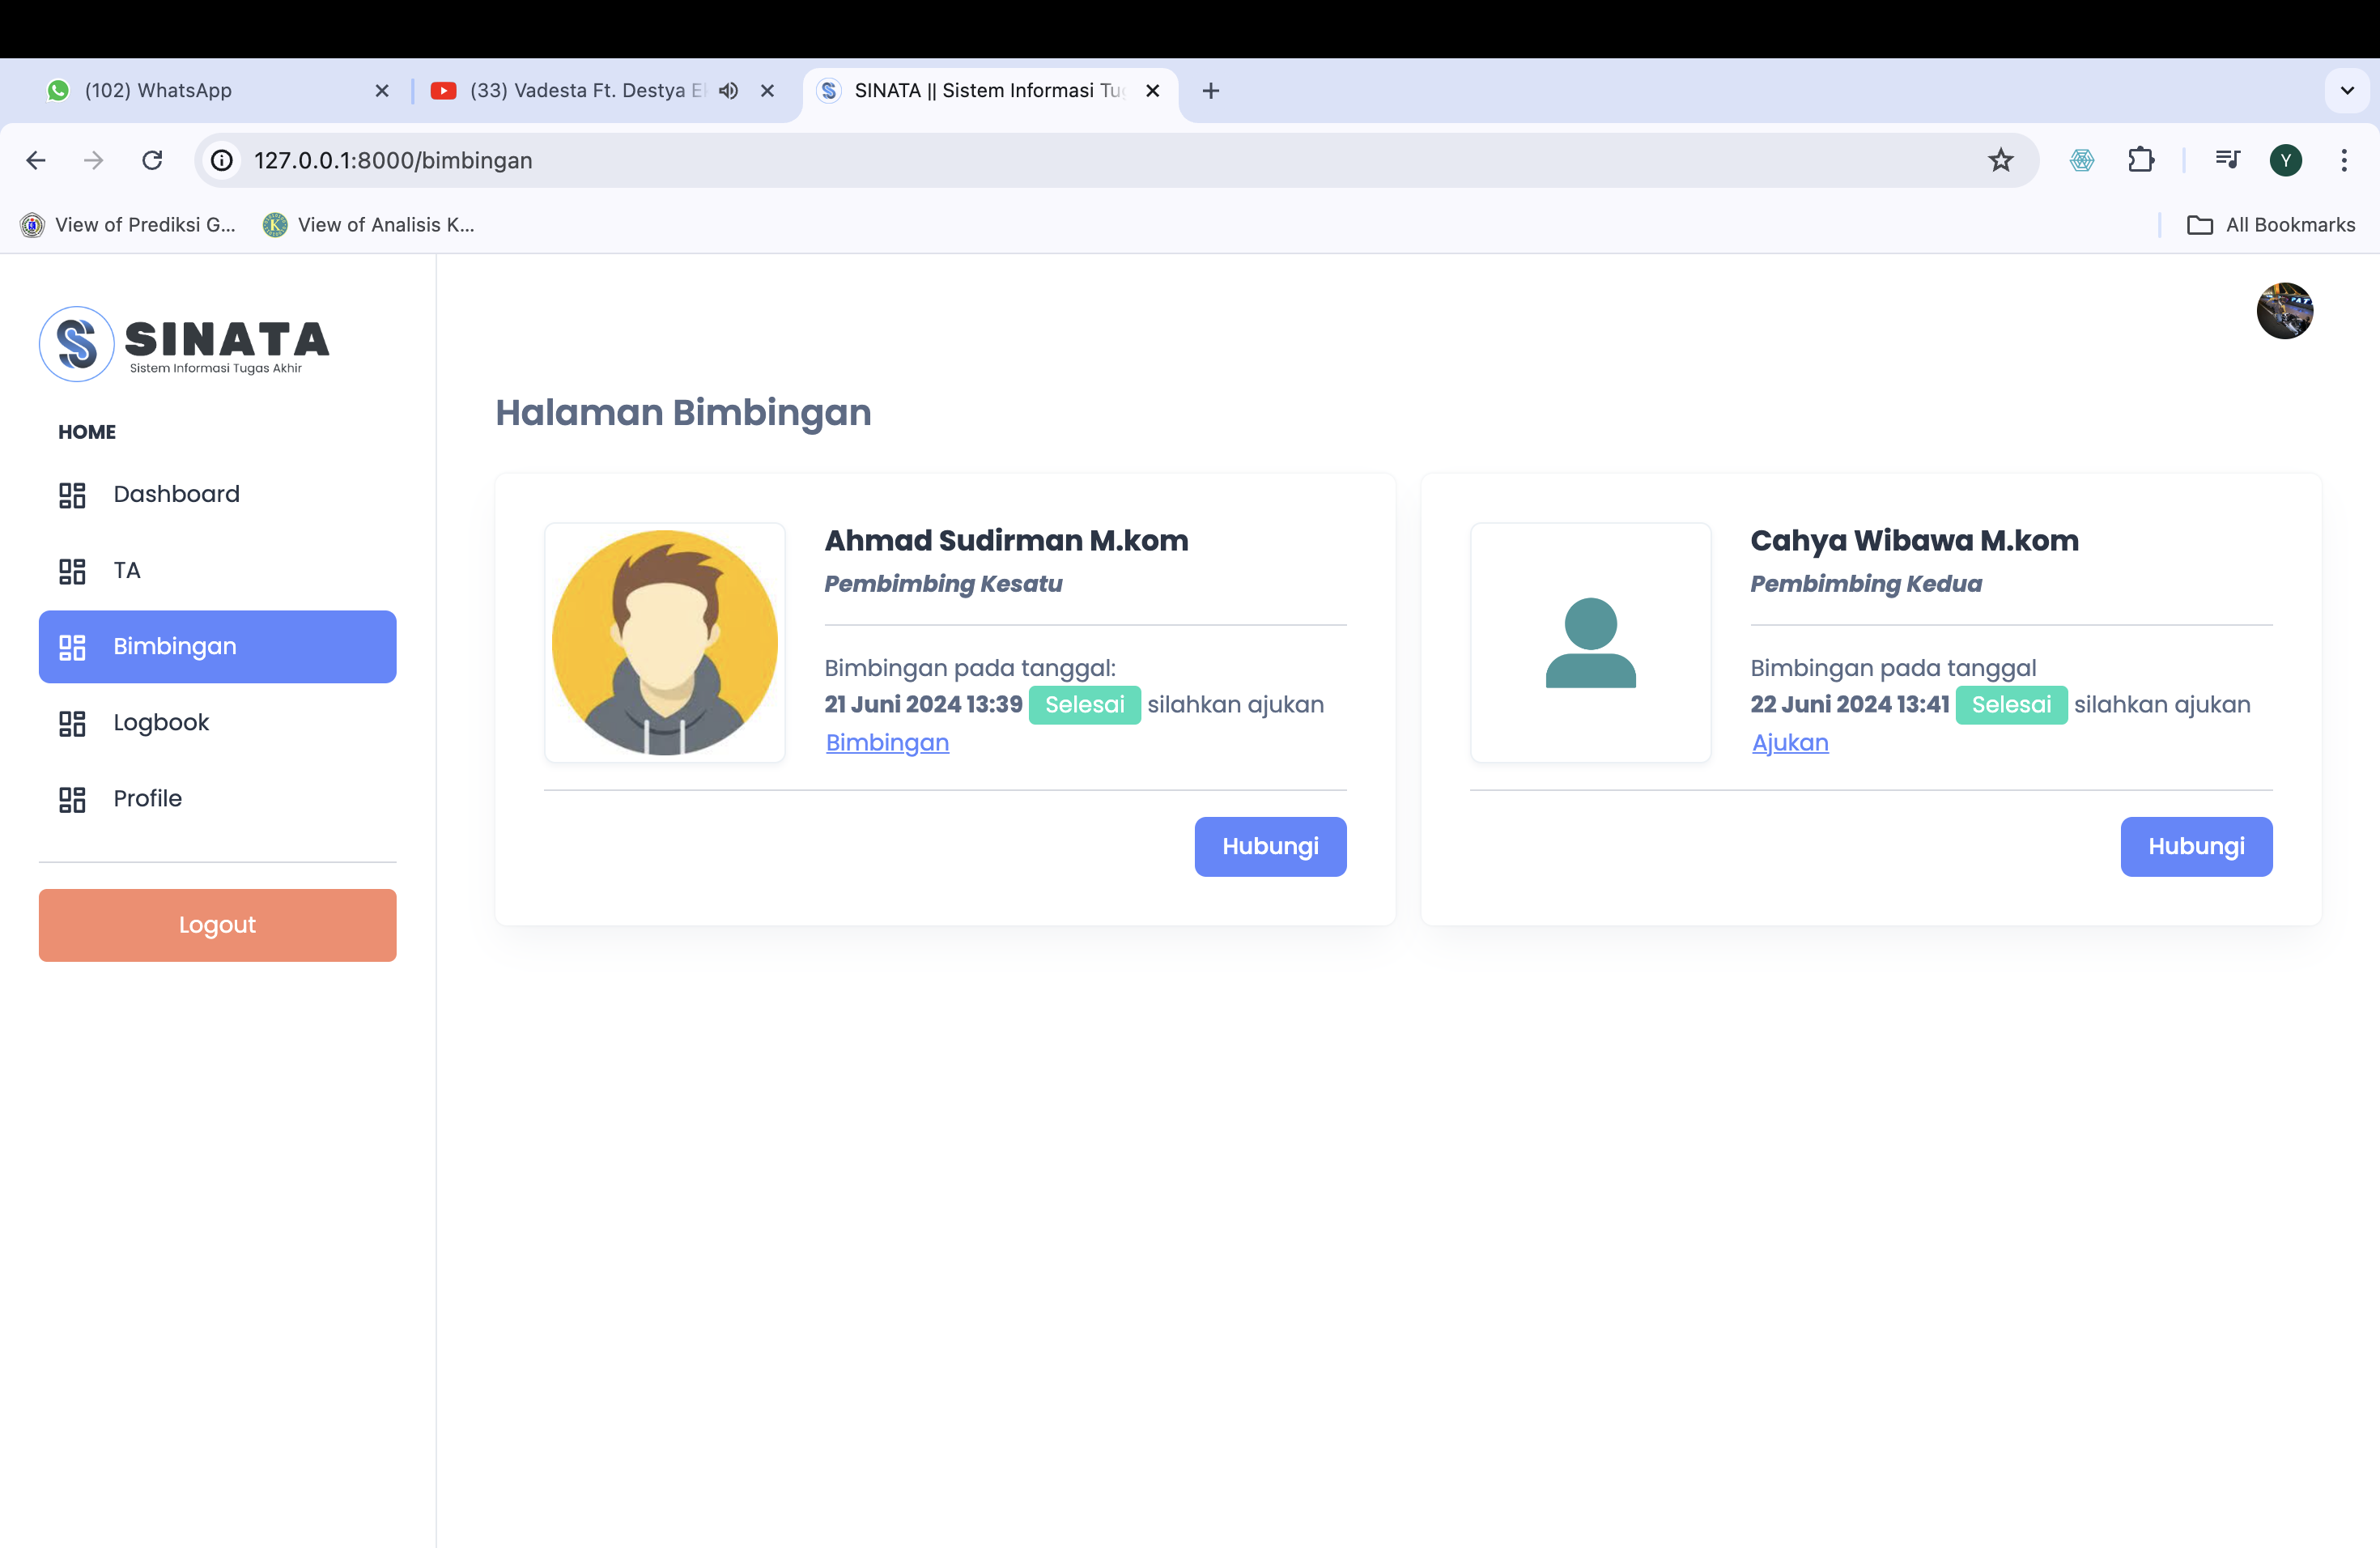 (102) WhatsApp
(33) Vadesta Ft. Destya
SINATA || Sistem Informasi
127.0.0.1:8000/bimbingan
Y
View of Prediksi G...
View of Analisis K...
All Bookmarks
SINATA
Sistem Informasi Tugas Akhir
HOME
Dashboard
TA
Bimbingan
Logbook
Profile
Logout
Halaman Bimbingan
Ahmad Sudirman M.kom
Pembimbing Kesatu
Bimbingan pada tanggal:
21 Juni 2024 13:39 Selesai silahkan ajukan
Bimbingan
Hubungi
Cahya Wibawa M.kom
Pembimbing Kedua
Bimbingan pada tanggal
22 Juni 2024 13:41 Selesai silahkan ajukan
Ajukan
Hubungi